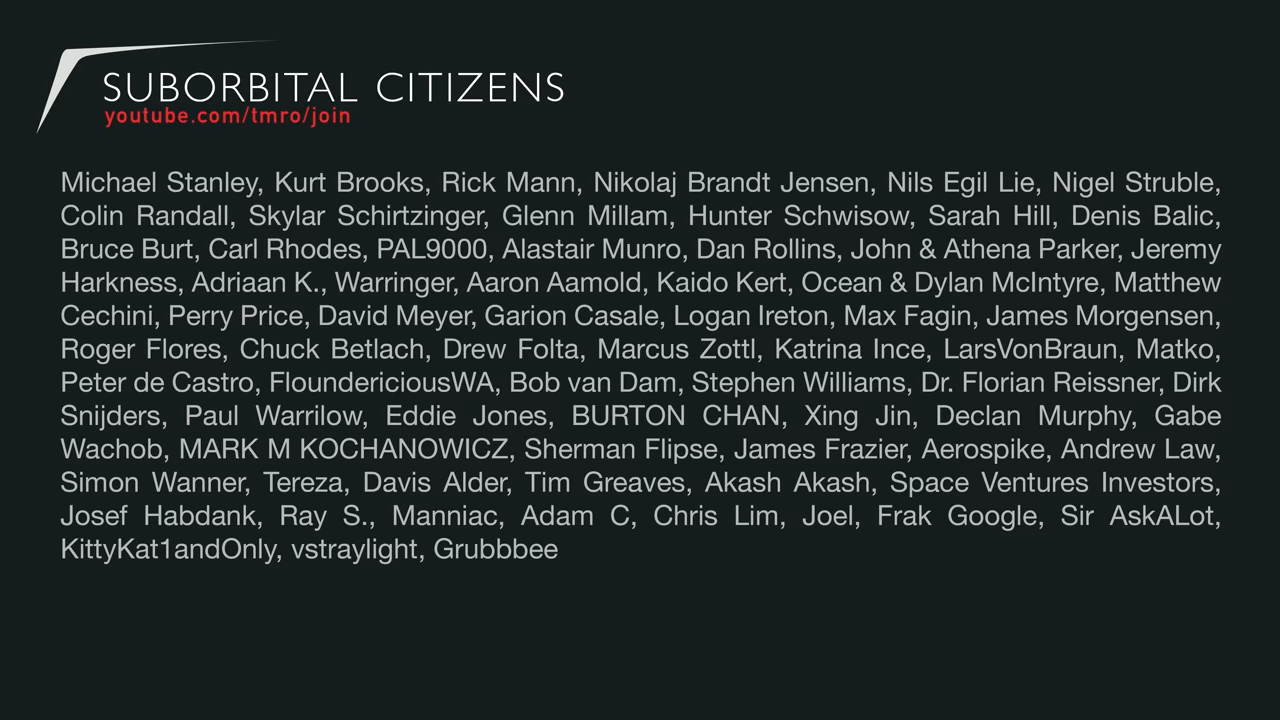 SUBORBITAL CITIZENS
youtube.com/tmro/join
Michael Stanley, Kurt Brooks, Rick Mann, Nikolaj Brandt Jensen, Nils Egil Lie, Nigel Struble,
Colin Randall, Skylar Schirtzinger, Glenn Millam, Hunter Schwisow, Sarah Hill, Denis Balic,
Bruce Burt, Carl Rhodes, PAL9000, Alastair Munro, Dan Rollins, John & Athena Parker, Jeremy
Harkness, Adriaan K., Warringer, Aaron Aamold, Kaido Kert, Ocean & Dylan McIntyre, Matthew
Cechini, Perry Price, David Meyer, Garion Casale, Logan Ireton, Max Fagin, James Morgensen,
Roger Flores, Chuck Betlach, Drew Folta, Marcus Zottl, Katrina Ince, LarsVonBraun, Matko,
Peter de Castro, FloundericiousWA, Bob van Dam, Stephen Williams, Dr. Florian Reissner, Dirk
Snijders, Paul Warrilow, Eddie Jones, BURTON CHAN, Xing Jin, Declan Murphy, Gabe
Wachob, MARK M KOCHANOWICZ, Sherman Flipse, James Frazier, Aerospike, Andrew Law,
Simon Wanner, Tereza, Davis Alder, Tim Greaves, Akash Akash, Space Ventures Investors,
Josef Habdank, Ray S., Manniac, Adam C, Chris Lim, Joel, Frak Google, Sir AskALot,
KittyKat1andOnly, vstraylight, Grubbbee